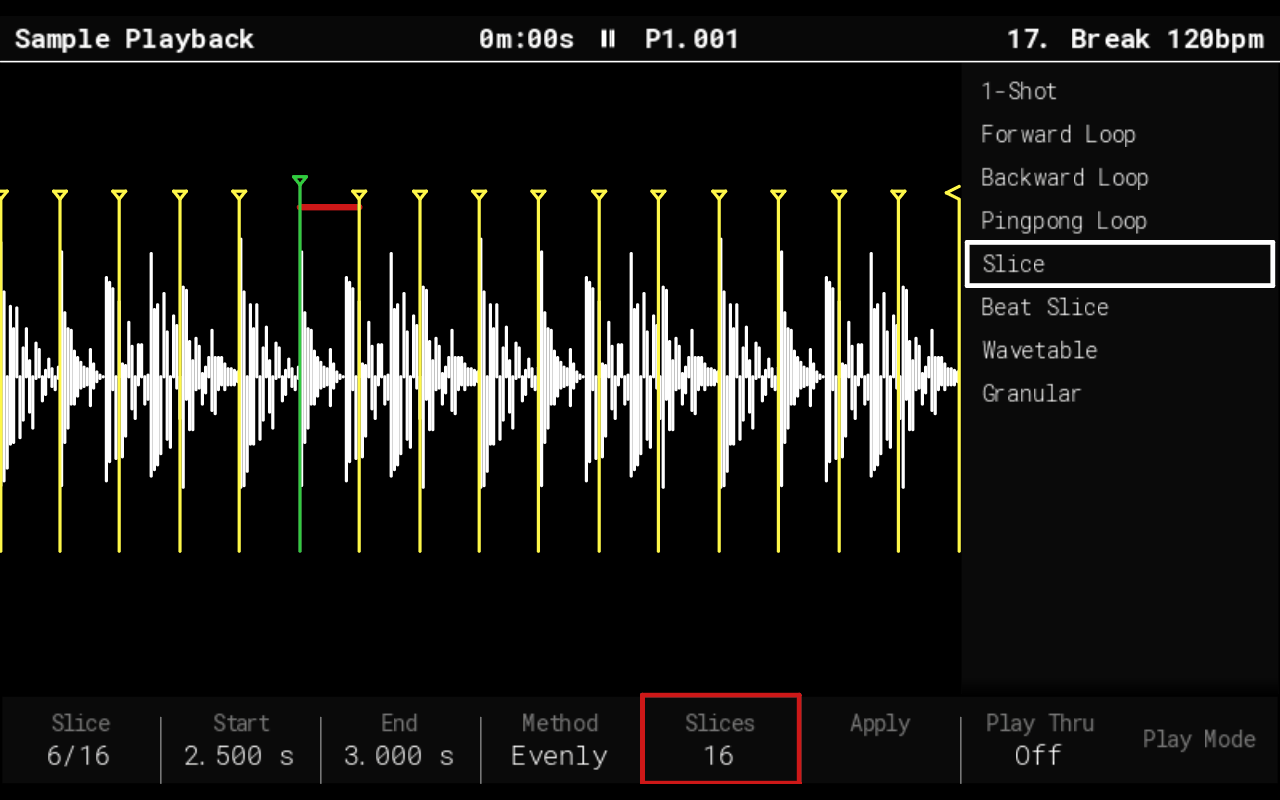 Sample Playback 0m:00s P1.001 17. Break 120bpm
1-Shot
Forward Loop
Backward Loop
Pingpong Loop
Slice
Beat Slice
Wavetable
Granular
Slice Start End Method Slices Apply Play Thru Play Mode
6/16 2.500 s 3.000 s Evenly 16 Off